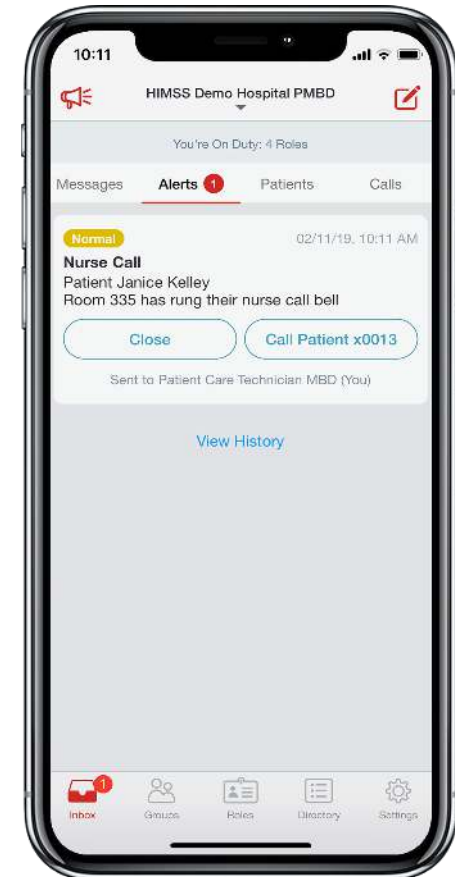 10:11
HIMSS Demo Hospital PMBD
You're On Duty: 4 Roles
Messages Alerts 1 Patients Calls
Normal 02/11/19, 10:11 AM
Nurse Call
Patient Janice Kelley
Room 335 has rung their nurse call bell
Close Call Patient x0013
Sent to Patient Care Technician MBD (You)
View History
1
Inbox Groups Roles Directory Settings